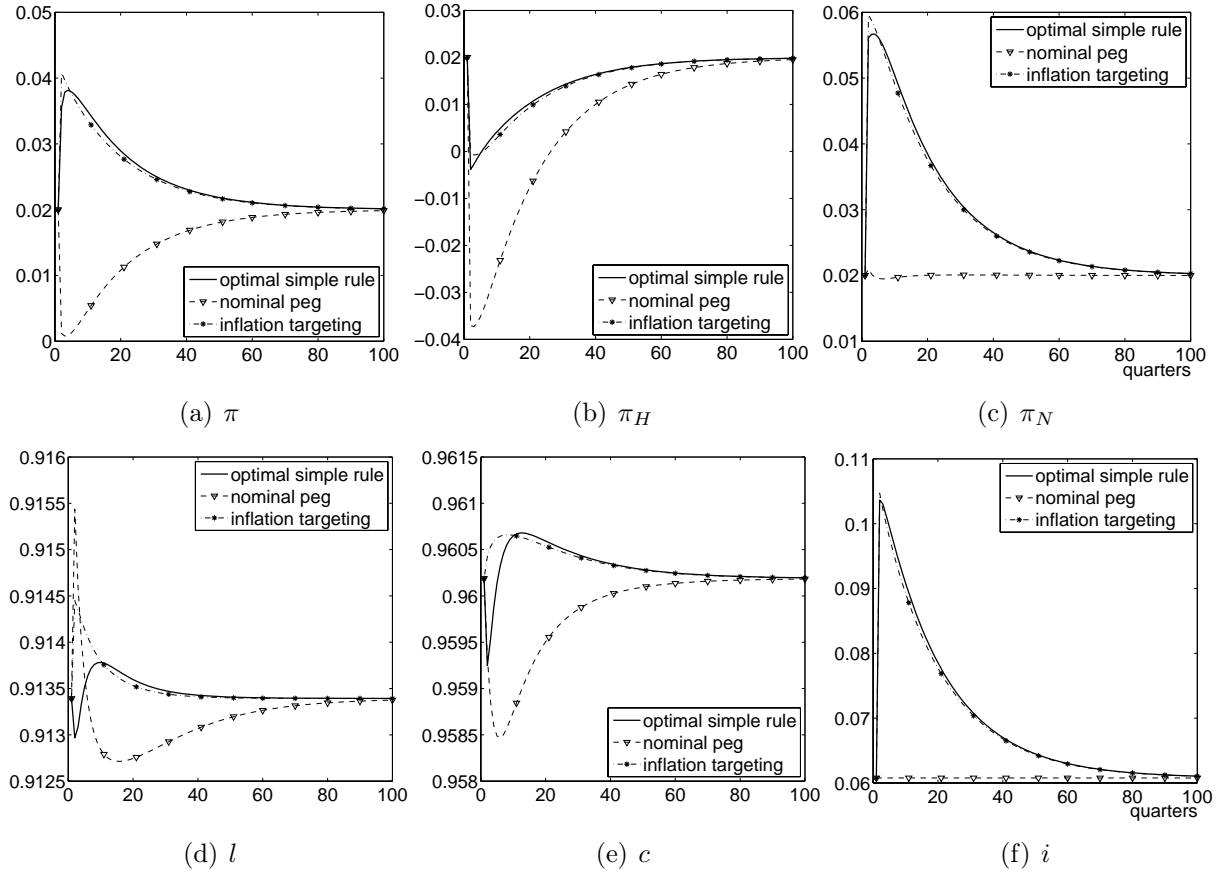 0.05
0.04
0.03
0.02
0.01
0
0 20 40 60 80 100
optimal simple rule
nominal peg
inflation targeting
(a) π
0.03
0.02
0.01
0
−0.01
−0.02
−0.03
−0.04
0 20 40 60 80 100
optimal simple rule
nominal peg
inflation targeting
(b) πH
0.06
0.05
0.04
0.03
0.02
0.01
0 20 40 60 80 100
quarters
optimal simple rule
nominal peg
inflation targeting
(c) πN
0.916
0.9155
0.915
0.9145
0.914
0.9135
0.913
0.9125
0 20 40 60 80 100
optimal simple rule
nominal peg
inflation targeting
(d) l
0.9615
0.961
0.9605
0.96
0.9595
0.959
0.9585
0.958
0 20 40 60 80 100
optimal simple rule
nominal peg
inflation targeting
(e) c
0.11
0.1
0.09
0.08
0.07
0.06
0 20 40 60 80 100
quarters
optimal simple rule
nominal peg
inflation targeting
(f) i